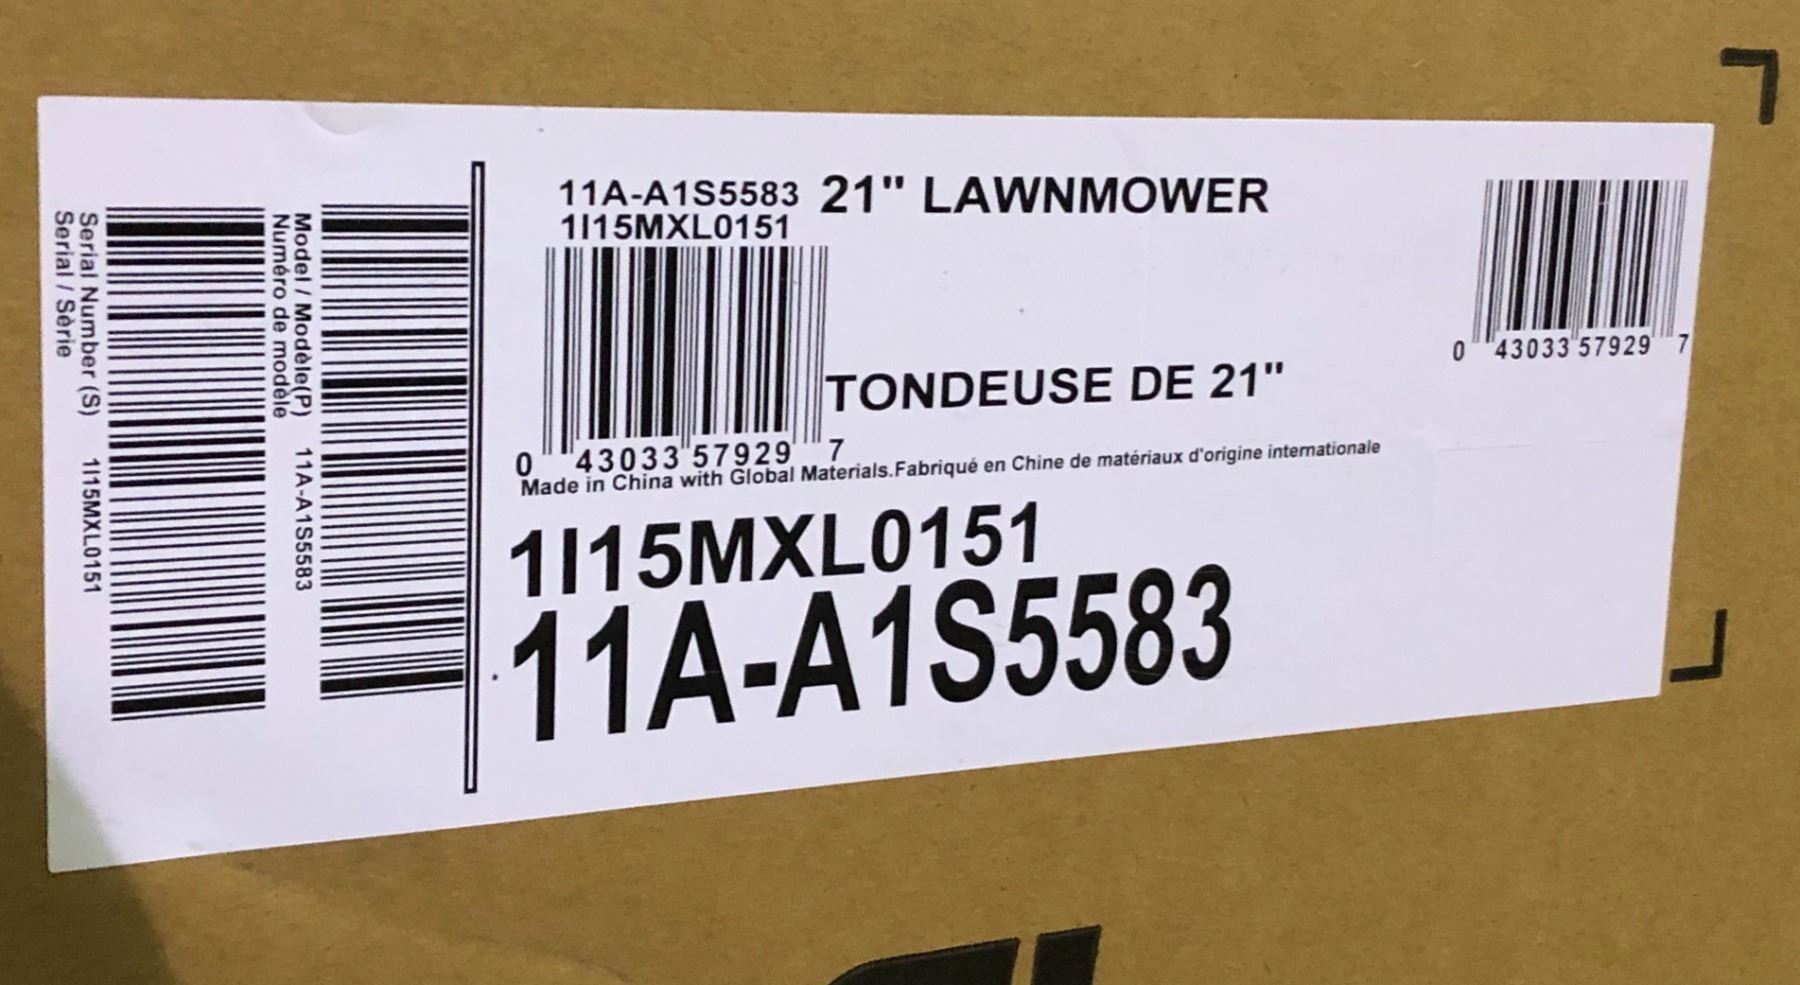 Serial Number (S) 1I15MXL0151
Serial / Sèrie
Model / Modèle(P) 11A-A1S5583
Numéro de modèle
11A-A1S5583 21" LAWNMOWER
1I15MXL0151
TONDEUSE DE 21"
0 43033 57929 7
Made in China with Global Materials.Fabriqué en Chine de matériaux d'origine internationale
1I15MXL0151
11A-A1S5583
0 43033 57929 7